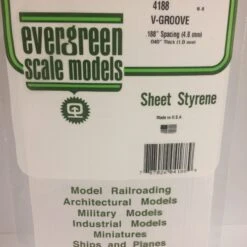 4188
V-GROOVE
.188" Spacing (4.8 mm)
.040" Thick (1.0 mm)
evergreen
scale models
Sheet Styrene
Made in U.S.A.
Model Railroading
Architectural Models
Military Models
Industrial Models
Miniatures
Ships and Planes